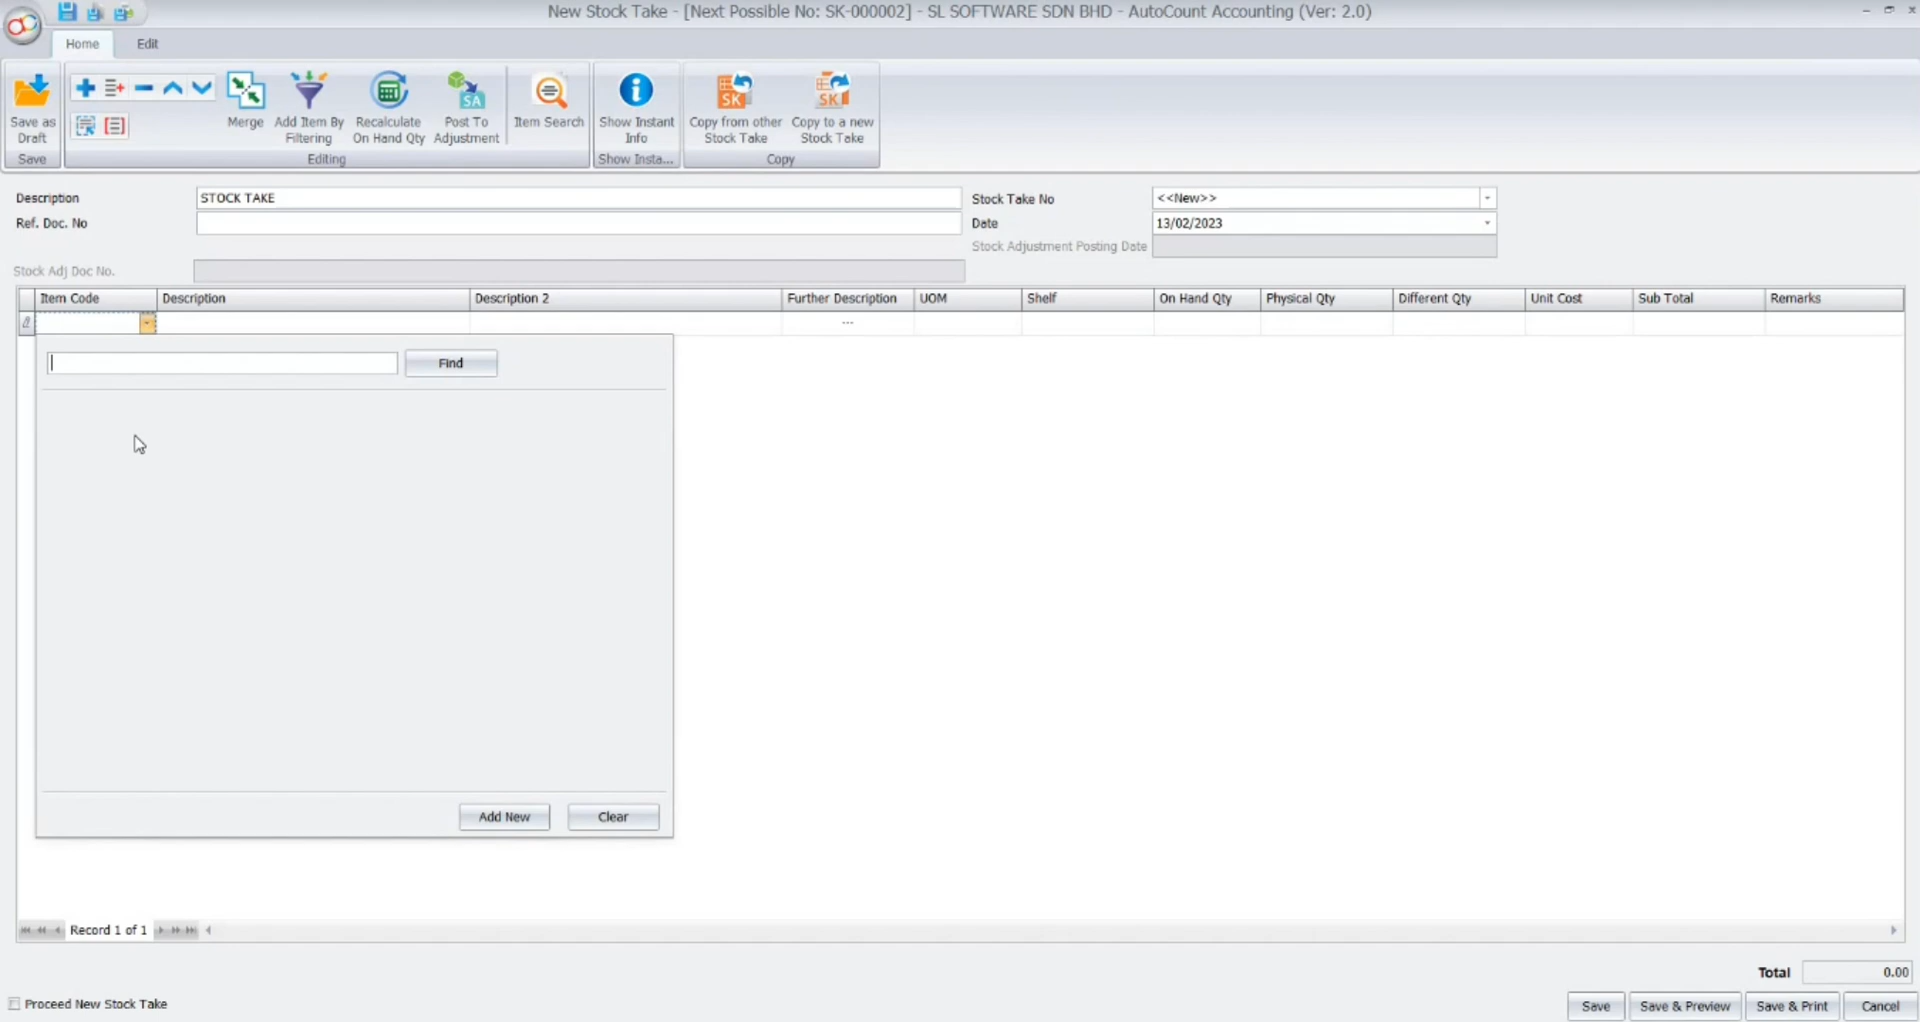 New Stock Take - [Next Possible No: SK-000002] - SL SOFTWARE SDN BHD - AutoCount Accounting (Ver: 2.0)
Home Edit
Save as Draft
Merge
Add Item By Filtering
Recalculate On Hand Qty
Post To Adjustment
SA
Item Search
Show Instant Info
SK
Copy from other Stock Take
SK
Copy to a new Stock Take
Save Editing Show Insta... Copy
Description STOCK TAKE Stock Take No <<New>>
Ref. Doc. No Date 13/02/2023
Stock Adjustment Posting Date
Stock Adj Doc No.
Item Code Description Description 2 Further Description UOM Shelf On Hand Qty Physical Qty Different Qty Unit Cost Sub Total Remarks
...
Find
Add New Clear
Record 1 of 1
Total 0.00
Proceed New Stock Take
Save Save & Preview Save & Print Cancel